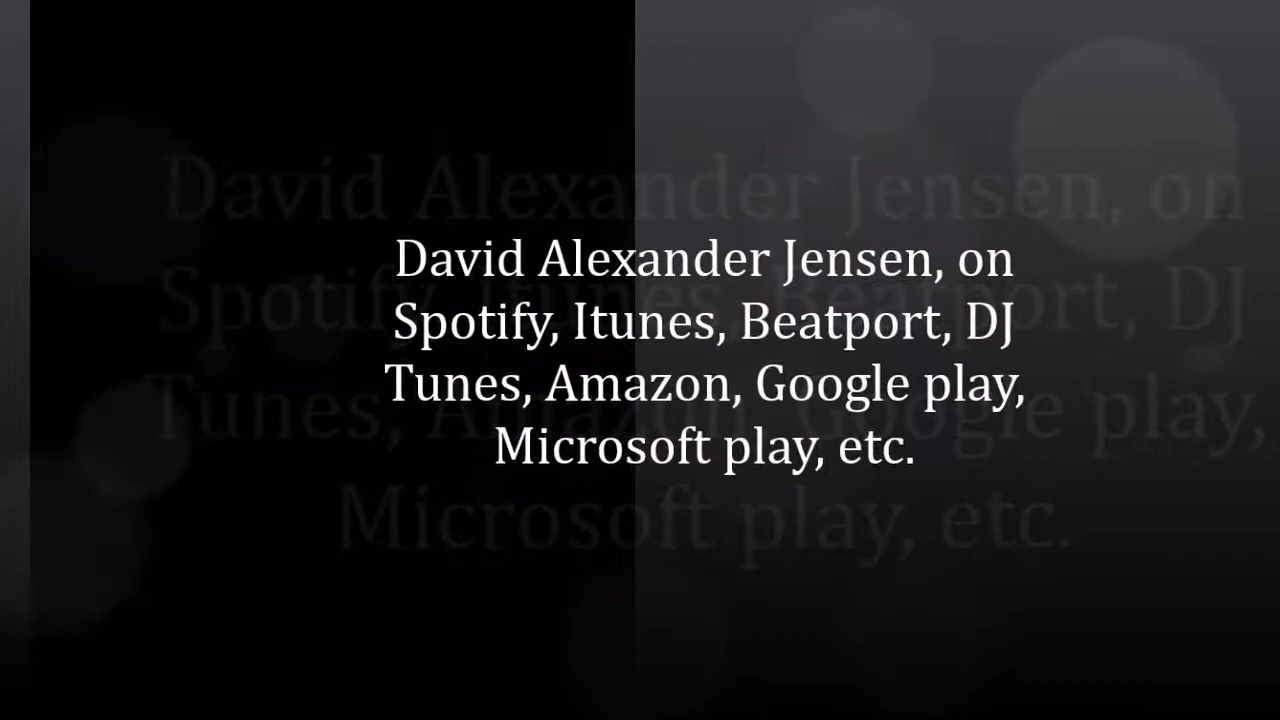 David Alexander Jensen, on
Spotify, Itunes, Beatport, DJ
Tunes, Amazon, Google play,
Microsoft play, etc.